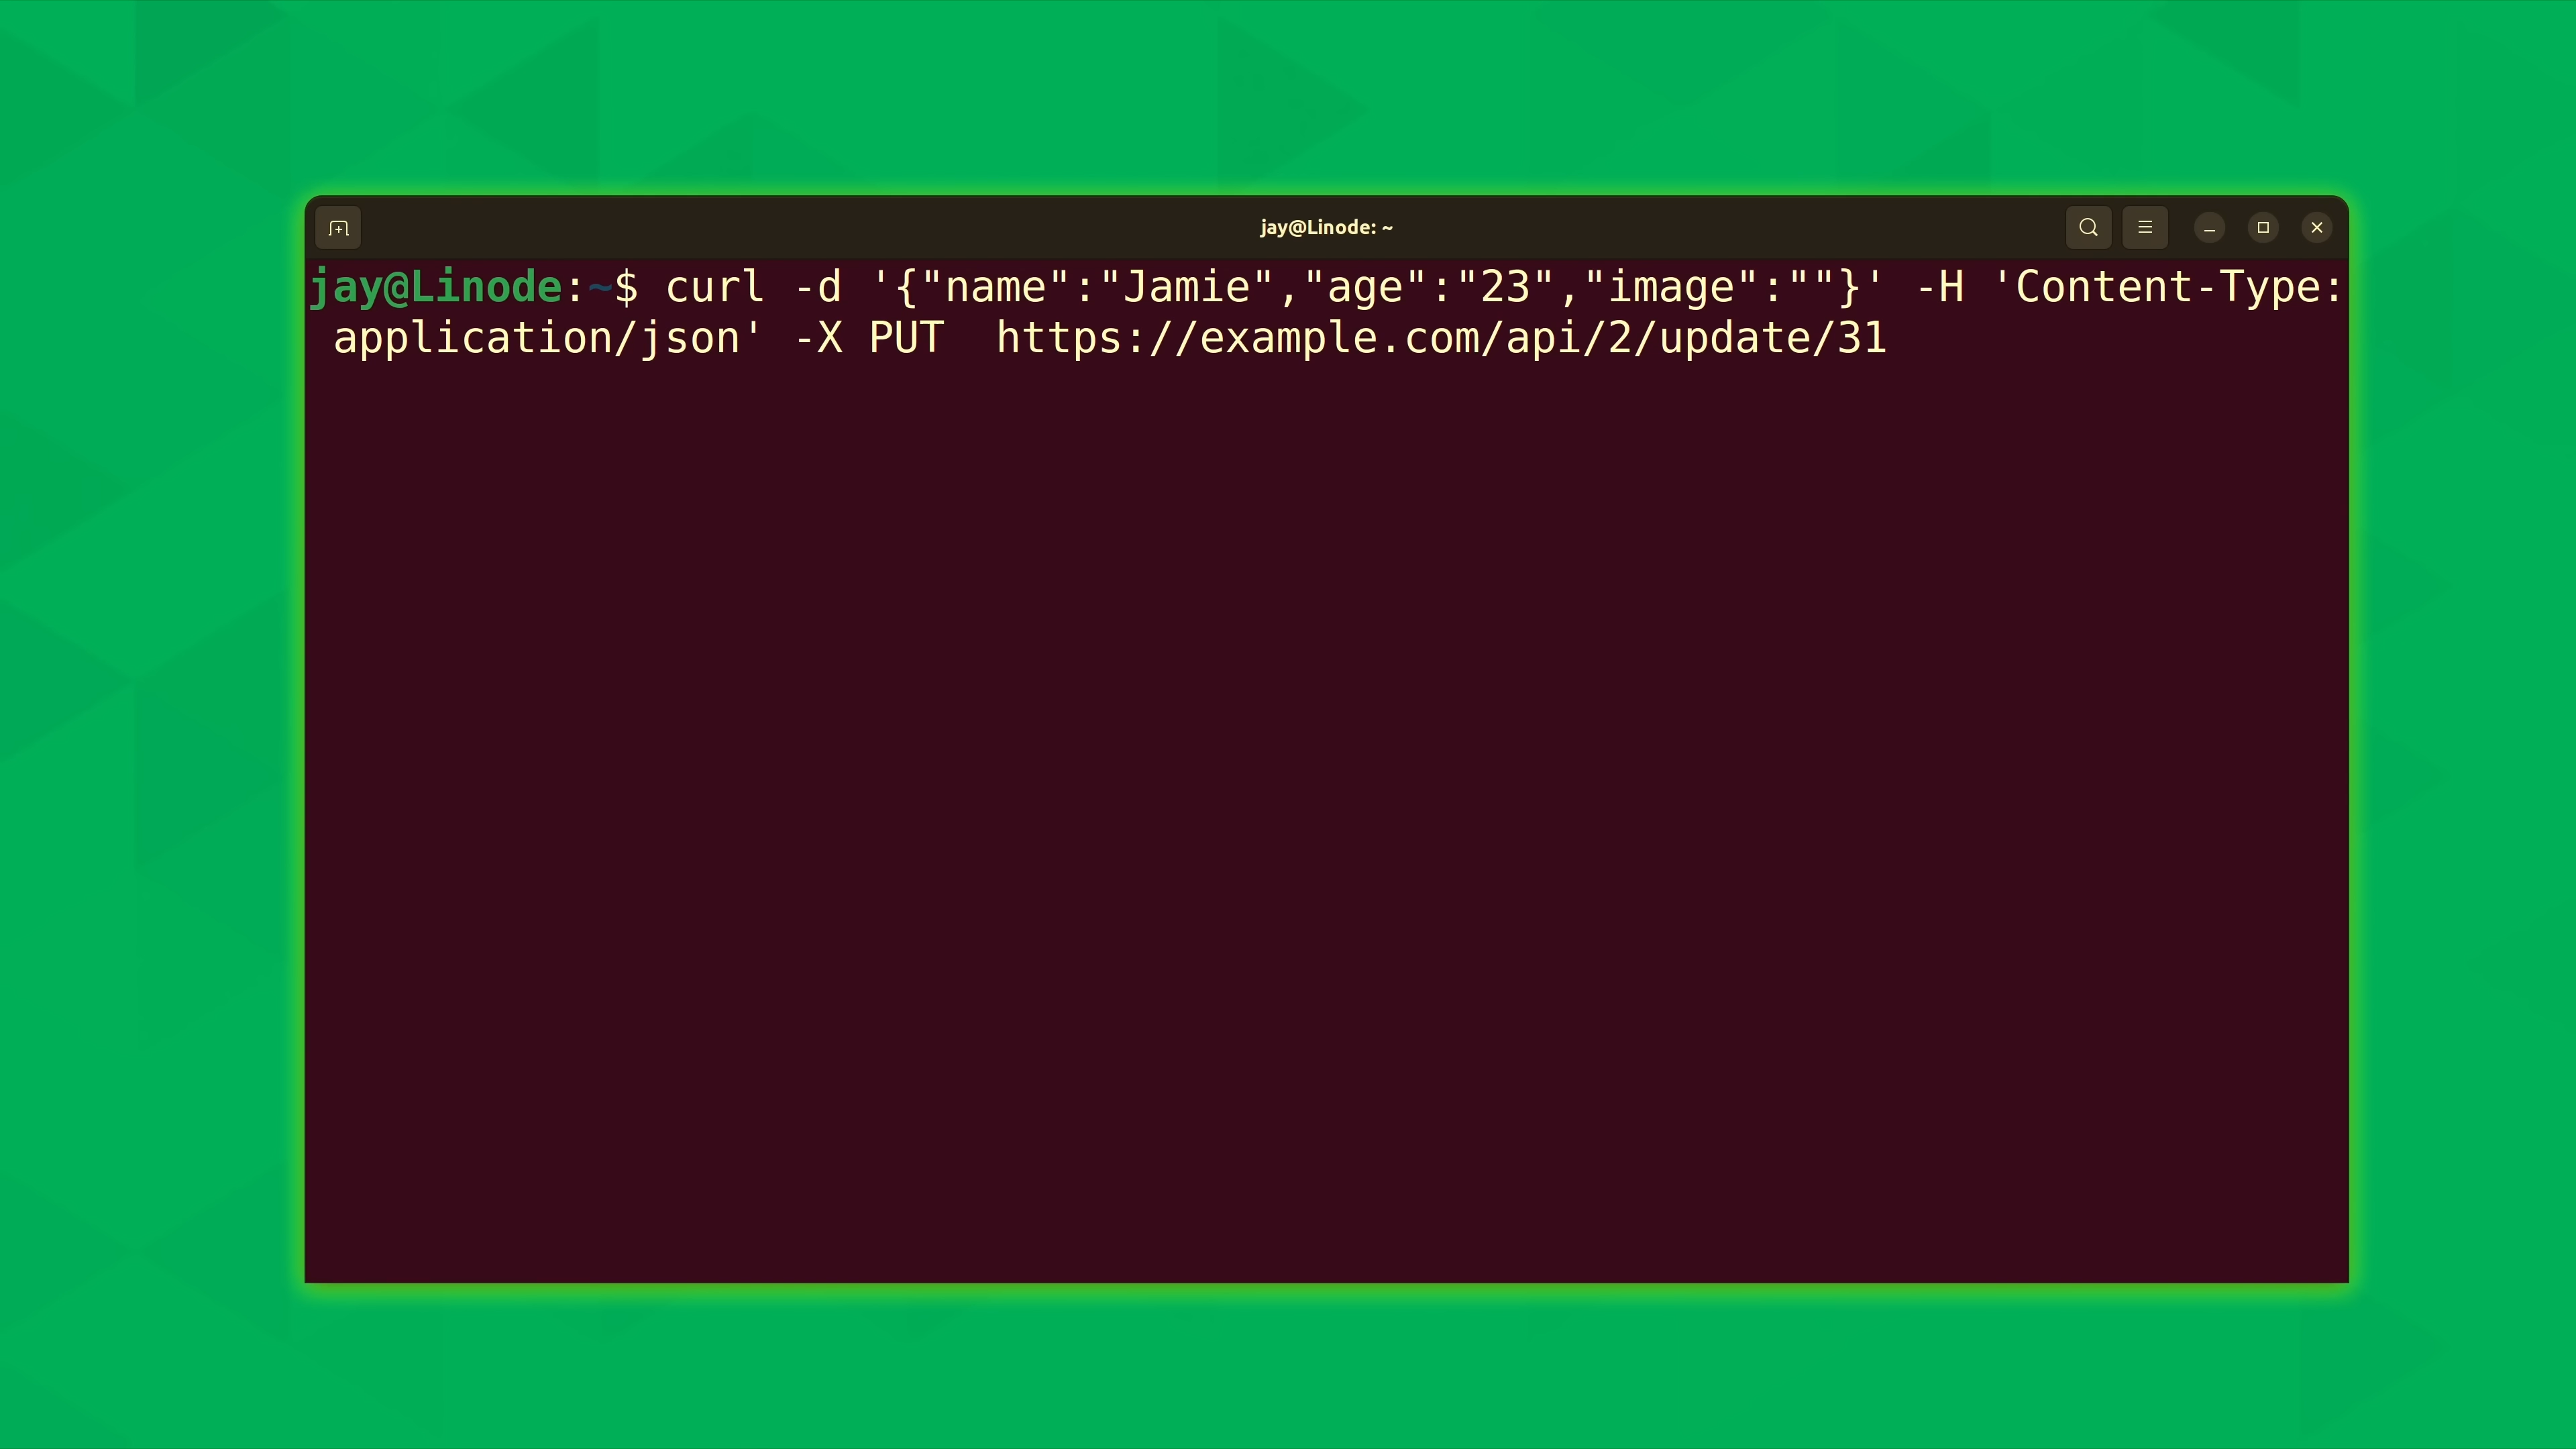 jay@Linode: ~
jay@Linode:~$ curl -d '{"name":"Jamie","age":"23","image":""}' -H 'Content-Type:
 application/json' -X PUT  https://example.com/api/2/update/31